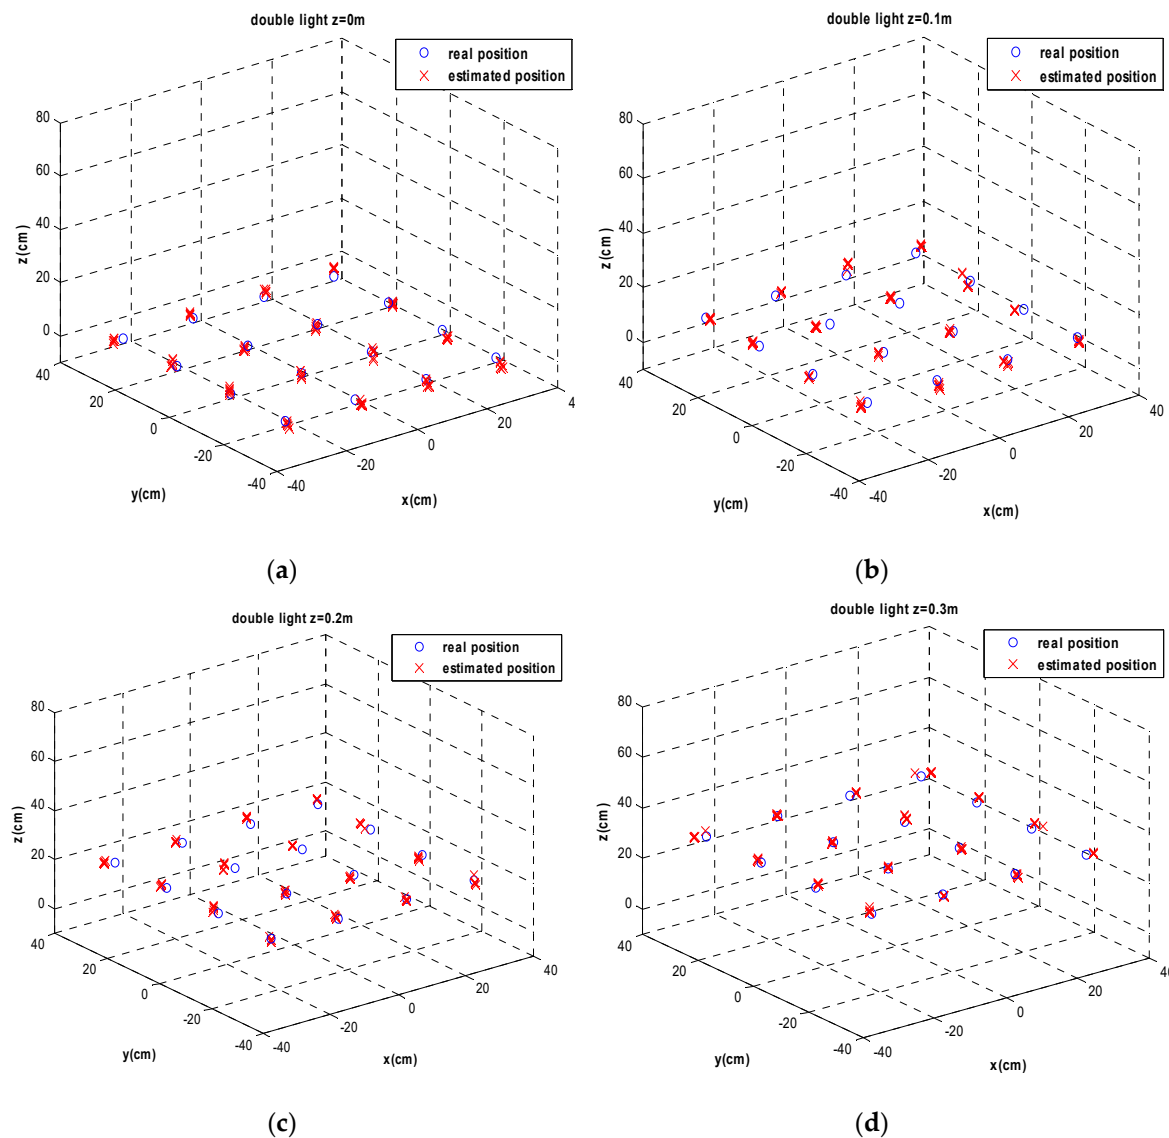 double light z=0m
real position
estimated position
80
60
40
20
0
z(cm)
40
20
0
-20
-40
y(cm)
-40
-20
0
20
4
x(cm)
(a)
double light z=0.1m
real position
estimated position
80
60
40
20
0
z(cm)
40
20
0
-20
-40
y(cm)
-40
-20
0
20
40
x(cm)
(b)
double light z=0.2m
real position
estimated position
80
60
40
20
0
z(cm)
40
20
0
-20
-40
y(cm)
-40
-20
0
20
40
x(cm)
(c)
double light z=0.3m
real position
estimated position
80
60
40
20
0
z(cm)
40
20
0
-20
-40
y(cm)
-40
-20
0
20
40
x(cm)
(d)